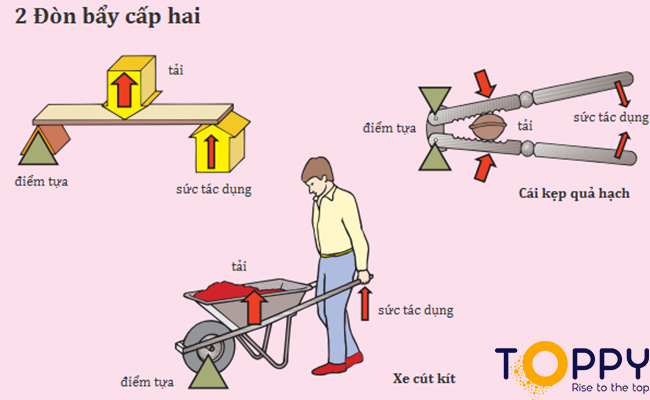 2 Đòn bẩy cấp hai
tải
điểm tựa
sức tác dụng
điểm tựa
tải
sức tác dụng
Cái kẹp quả hạch
tải
sức tác dụng
điểm tựa
Xe cút kít
TOPPY
Rise to the top